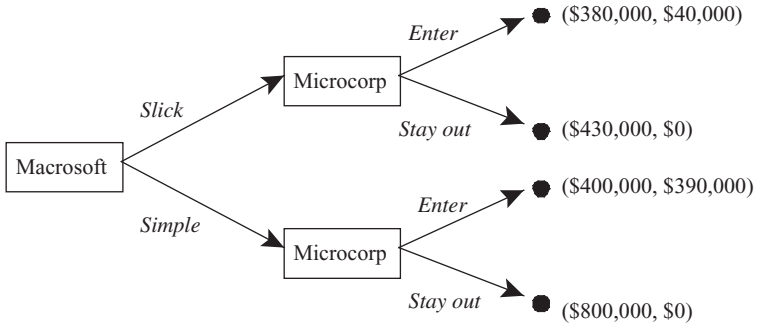 Enter
($380,000, $40,000)
Microcorp
Slick
Stay out
($430,000, $0)
Macrosoft
Enter
($400,000, $390,000)
Simple
Microcorp
Stay out
($800,000, $0)